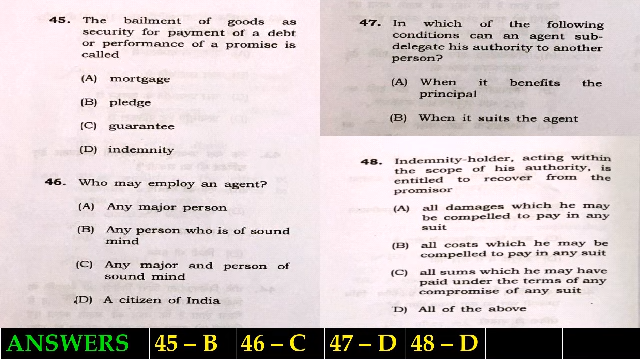 45. The bailment of goods as
security for payment of a debt
or performance of a promise is
called
(A) mortgage
(B) pledge
(C) guarantee
(D) indemnity
46. Who may employ an agent?
(A) Any major person
(B) Any person who is of sound
mind
(C) Any major and person of
sound mind
(D) A citizen of India
47. In which of the following
conditions can an agent sub-
delegate his authority to another
person?
(A) When it benefits the
principal
(B) When it suits the agent
48. Indemnity-holder, acting within
the scope of his authority, is
entitled to recover from the
promisor
(A) all damages which he may
be compelled to pay in any
suit
(B) all costs which he may be
compelled to pay in any suit
(C) all sums which he may have
paid under the terms of any
compromise of any suit
D) All of the above
ANSWERS 45 – B 46 – C 47 – D 48 – D